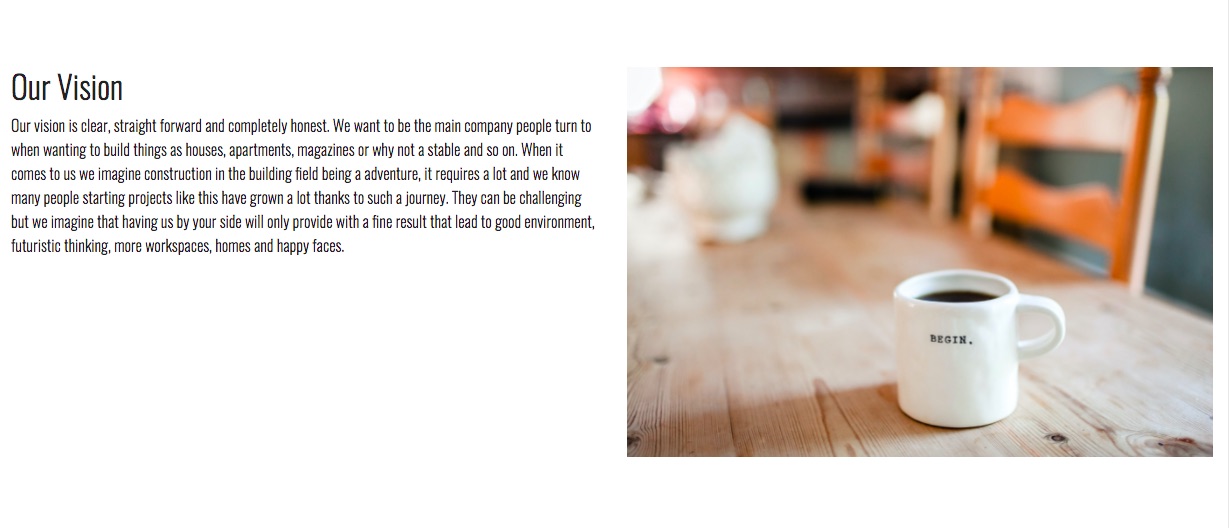 Our Vision
Our vision is clear, straight forward and completely honest. We want to be the main company people turn to
when wanting to build things as houses, apartments, magazines or why not a stable and so on. When it
comes to us we imagine construction in the building field being a adventure, it requires a lot and we know
many people starting projects like this have grown a lot thanks to such a journey. They can be challenging
but we imagine that having us by your side will only provide with a fine result that lead to good environment,
futuristic thinking, more workspaces, homes and happy faces.
BEGIN.